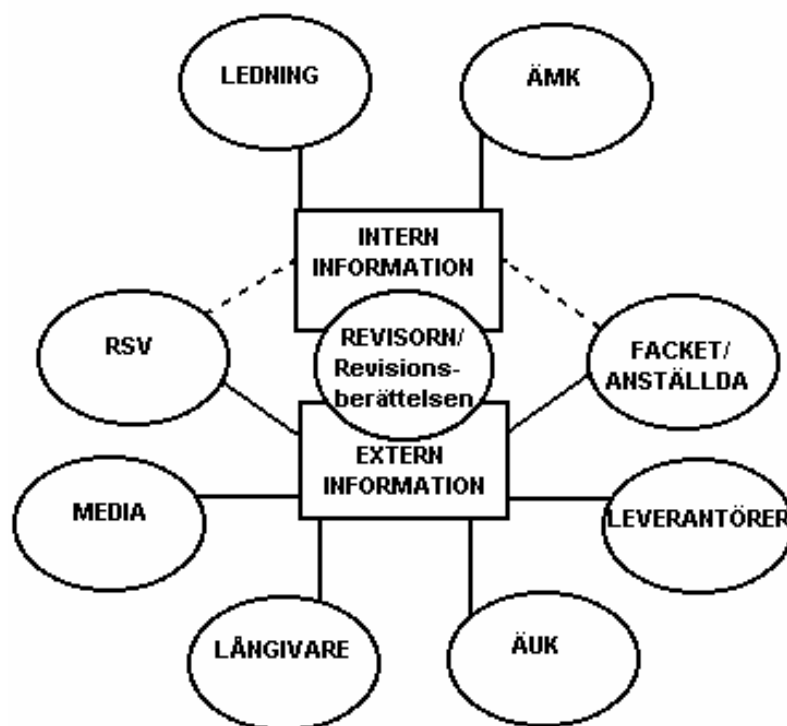 LEDNING
ÄMK
INTERN
INFORMATION
RSV
REVISORN/
Revisions-
berättelsen
FACKET/
ANSTÄLLDA
EXTERN
INFORMATION
MEDIA
LEVERANTÖRER
LÅNGIVARE
ÄUK